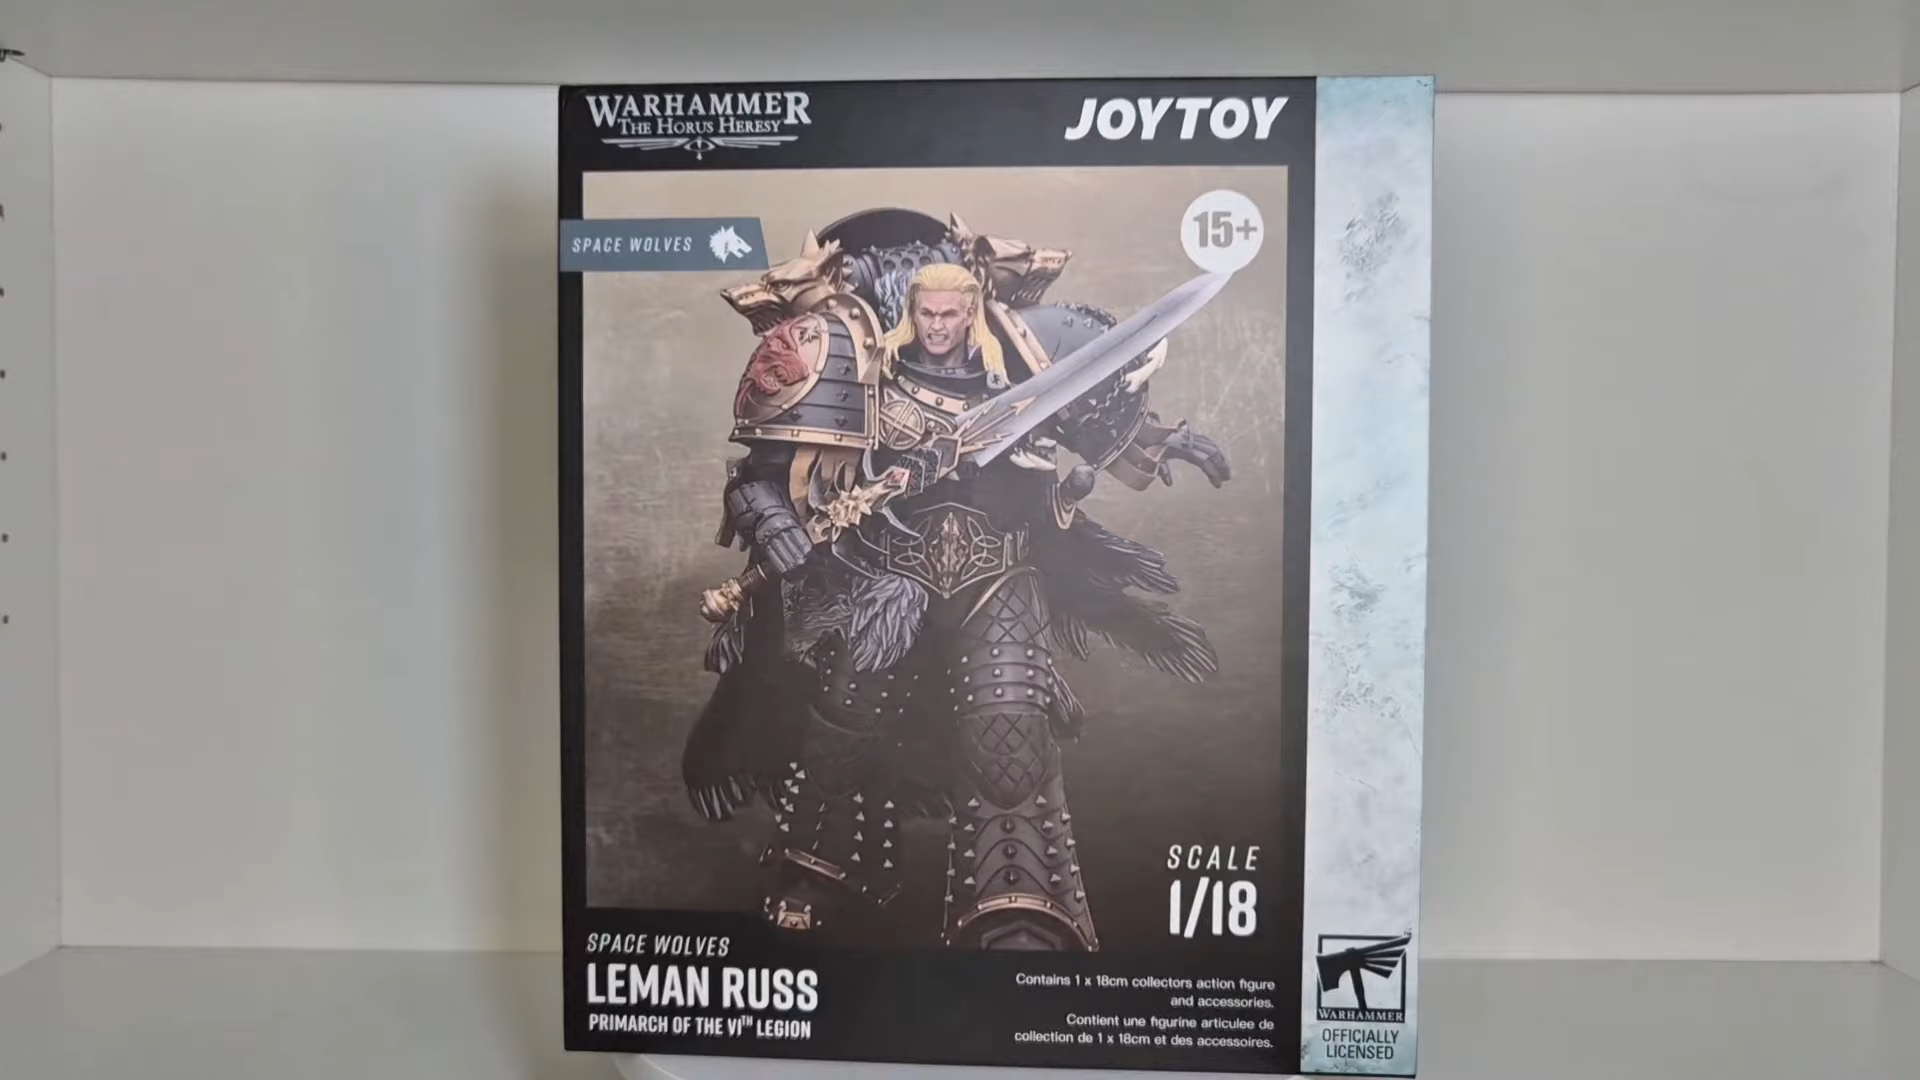 WARHAMMER
THE HORUS HERESY
JOYTOY
15+
SPACE WOLVES
SCALE
1/18
SPACE WOLVES
LEMAN RUSS
PRIMARCH OF THE VITH LEGION
Contains 1 x 18cm collectors action figure
and accessories.
Contient une figurine articulee de
collection de 1 x 18cm et des accessoires.
WARHAMMER
OFFICIALLY
LICENSED